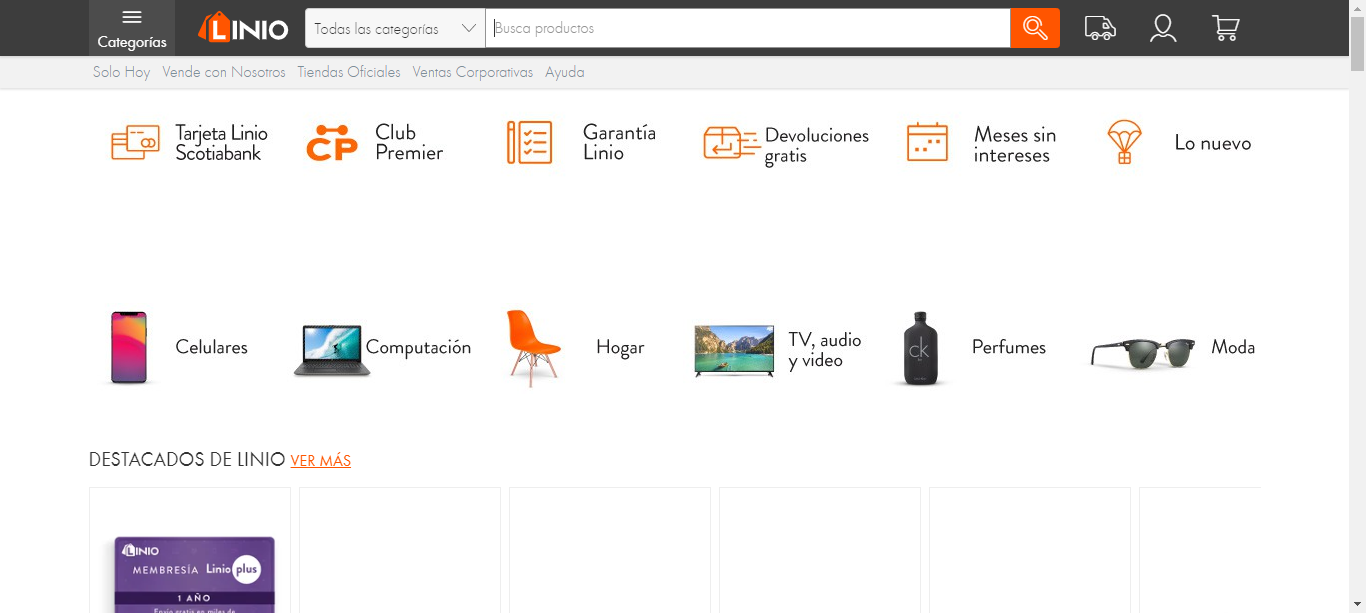 Categorías
LINIO
Todas las categorías
Busca productos
Solo Hoy Vende con Nosotros Tiendas Oficiales Ventas Corporativas Ayuda
Tarjeta Linio
Scotiabank
CP
Club
Premier
Garantía
Linio
Devoluciones
gratis
Meses sin
intereses
Lo nuevo
Celulares
Computación
Hogar
TV, audio
y video
ck
Perfumes
Moda
DESTACADOS DE LINIO VER MÁS
LINIO
MEMBRESÍA Linio plus
1 AÑO
Envío gratis en miles de